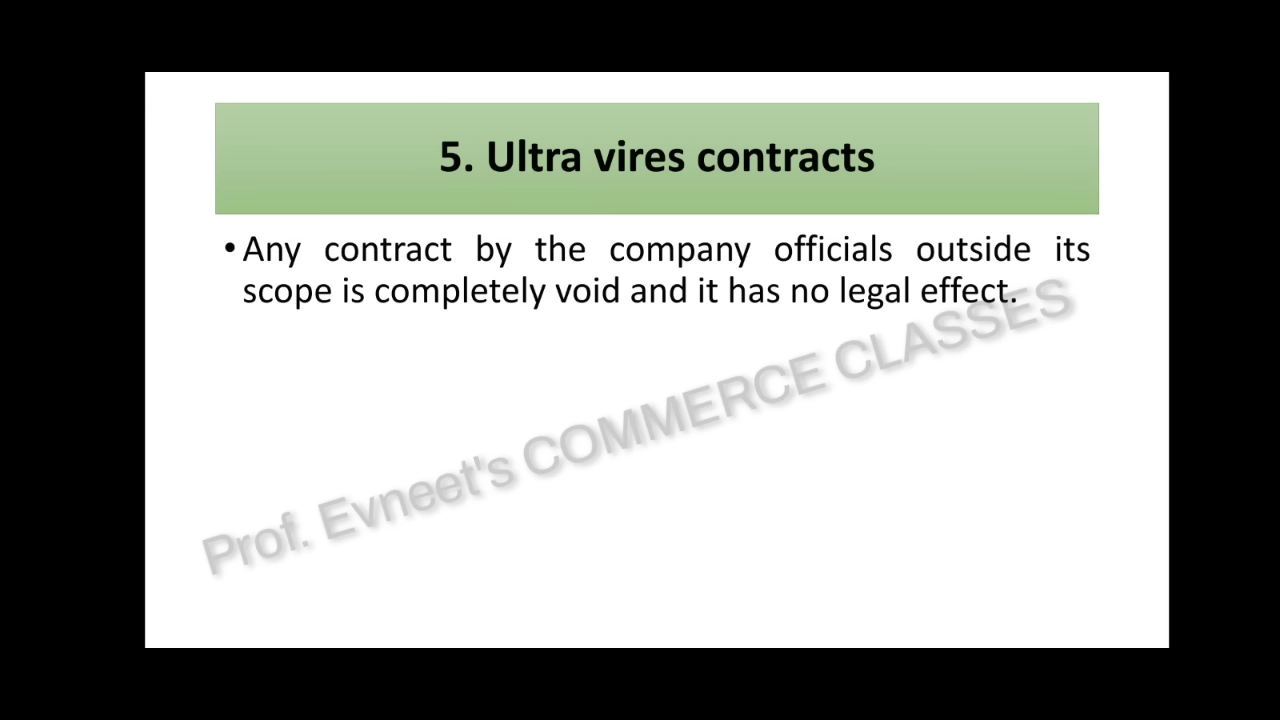 5. Ultra vires contracts
• Any contract by the company officials outside its
scope is completely void and it has no legal effect.
Prof. Evneet's COMMERCE CLASSES